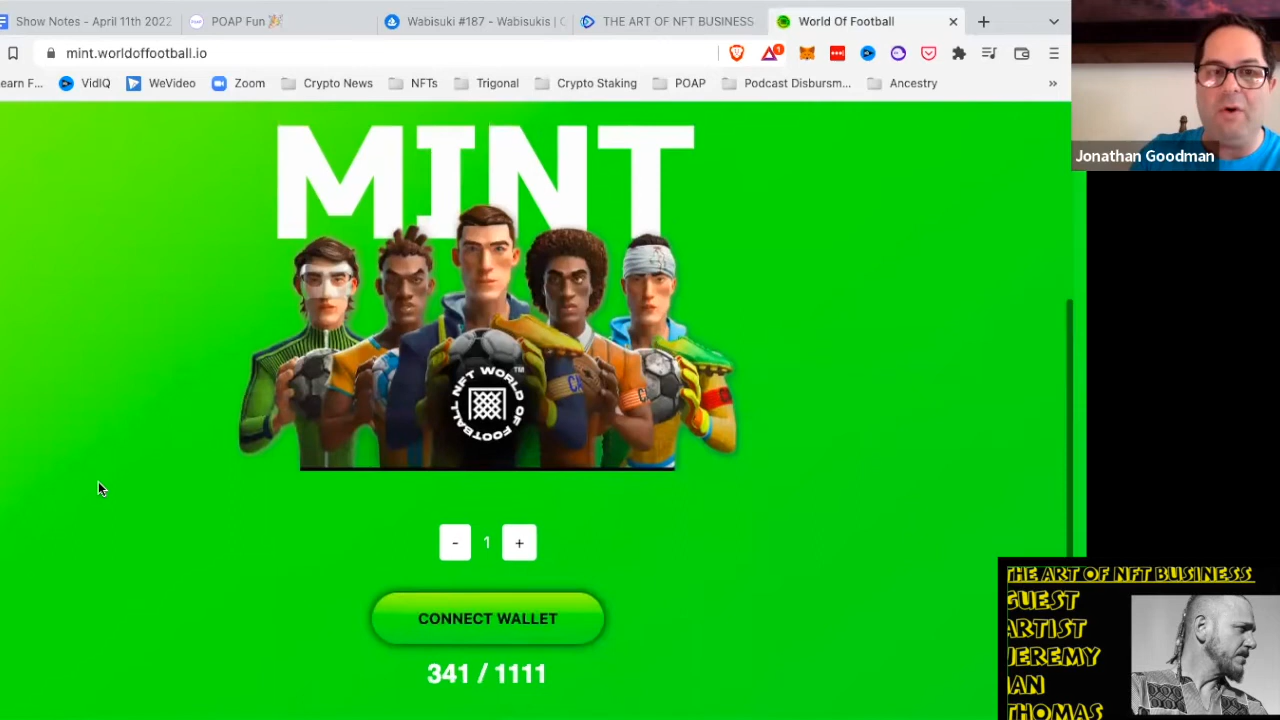 Show Notes - April 11th 2022
POAP Fun 🎉
Wabisuki #187 - Wabisukis | C
THE ART OF NFT BUSINESS
World Of Football
mint.worldoffootball.io
1
earn F...
VidIQ
WeVideo
Zoom
Crypto News
NFTs
Trigonal
Crypto Staking
POAP
Podcast Disbursm...
Ancestry
»
Jonathan Goodman
MINT
NFT WORLD OF FOOTBALL™
- 1 +
CONNECT WALLET
341 / 1111
THE ART OF NFT BUSINESS
GUEST
ARTIST
JEREMY
IAN
THOMAS